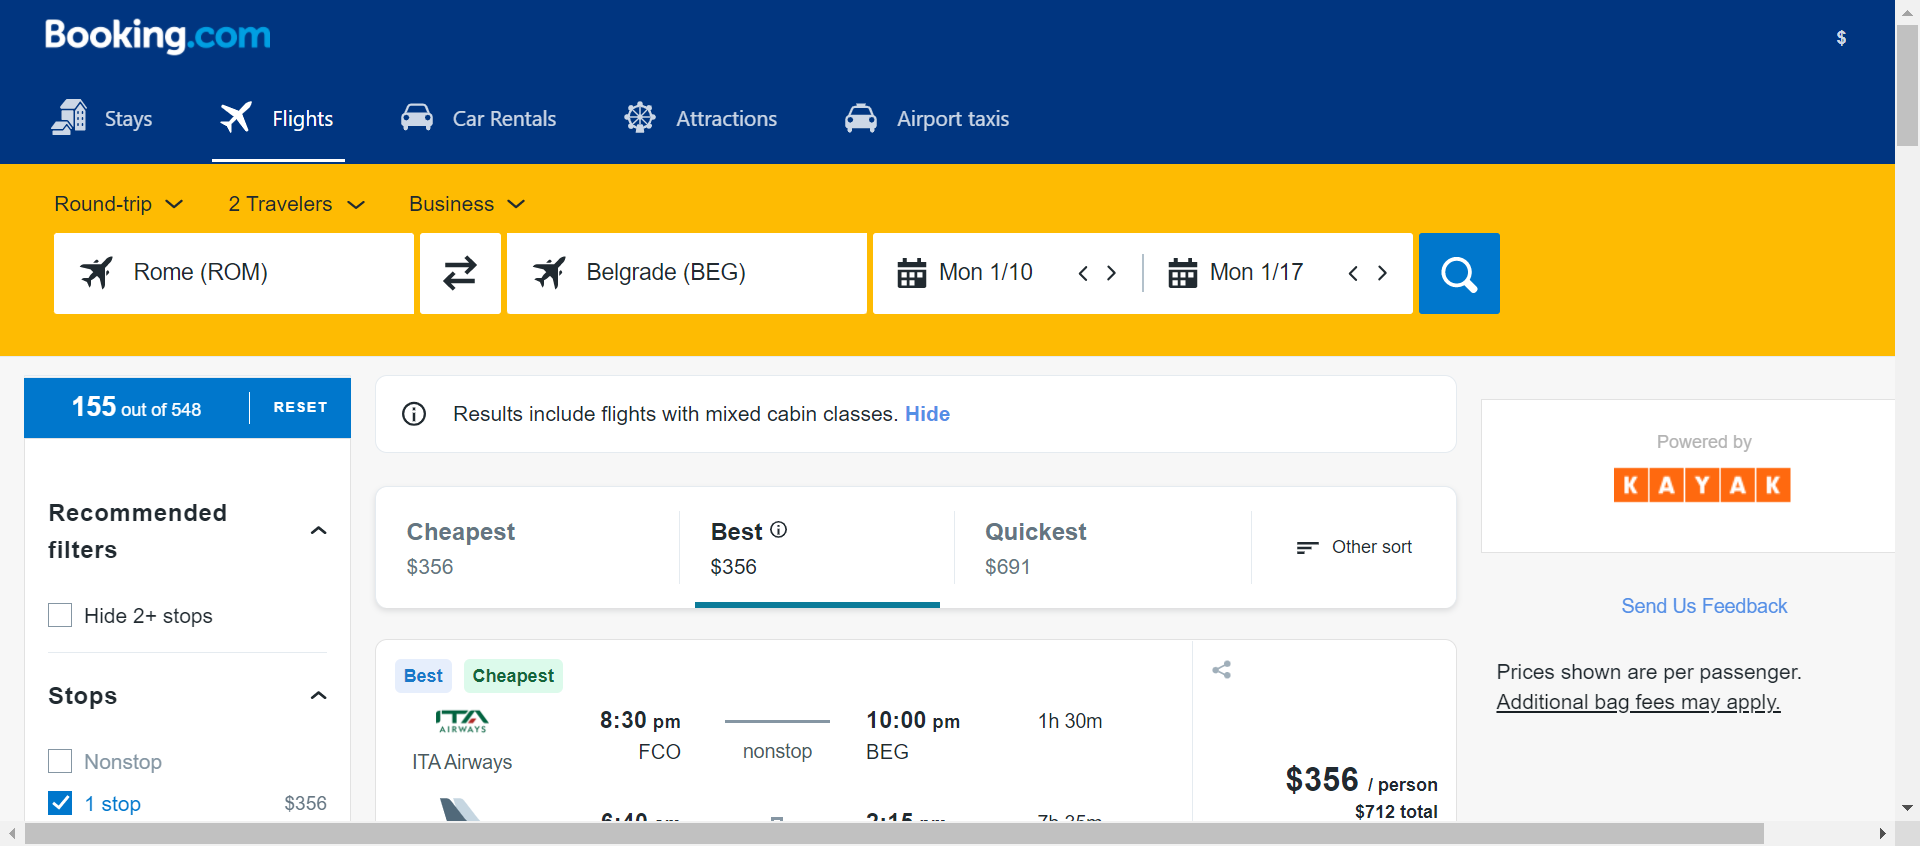 Booking.com
$
Stays
Flights
Car Rentals
Attractions
Airport taxis
Round-trip
2 Travelers
Business
Rome (ROM)
Belgrade (BEG)
Mon 1/10
Mon 1/17
155 out of 548
RESET
Results include flights with mixed cabin classes. Hide
Powered by
KAYAK
Recommended
filters
Cheapest
$356
Best
$356
Quickest
$691
Other sort
Send Us Feedback
Hide 2+ stops
Prices shown are per passenger.
Additional bag fees may apply.
Best
Cheapest
Stops
ITA
AIRWAYS
ITA Airways
8:30 pm
FCO
nonstop
10:00 pm
BEG
1h 30m
Nonstop
1 stop
$356
$356 / person
$712 total